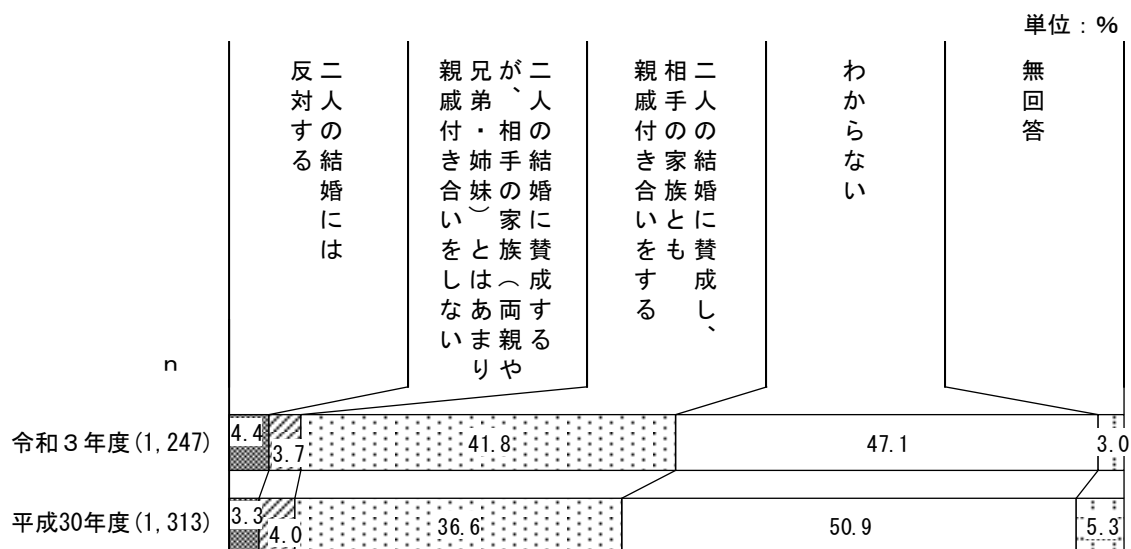 単位：%
二人の結婚には
反対する
二人の結婚に賛成する
が、相手の家族（両親や
兄弟・姉妹）とはあまり
親戚付き合いをしない
二人の結婚に賛成し、
相手の家族とも
親戚付き合いをする
わからない
無回答
n
令和３年度(1,247)
4.4
3.7
41.8
47.1
3.0
平成30年度(1,313)
3.3
4.0
36.6
50.9
5.3